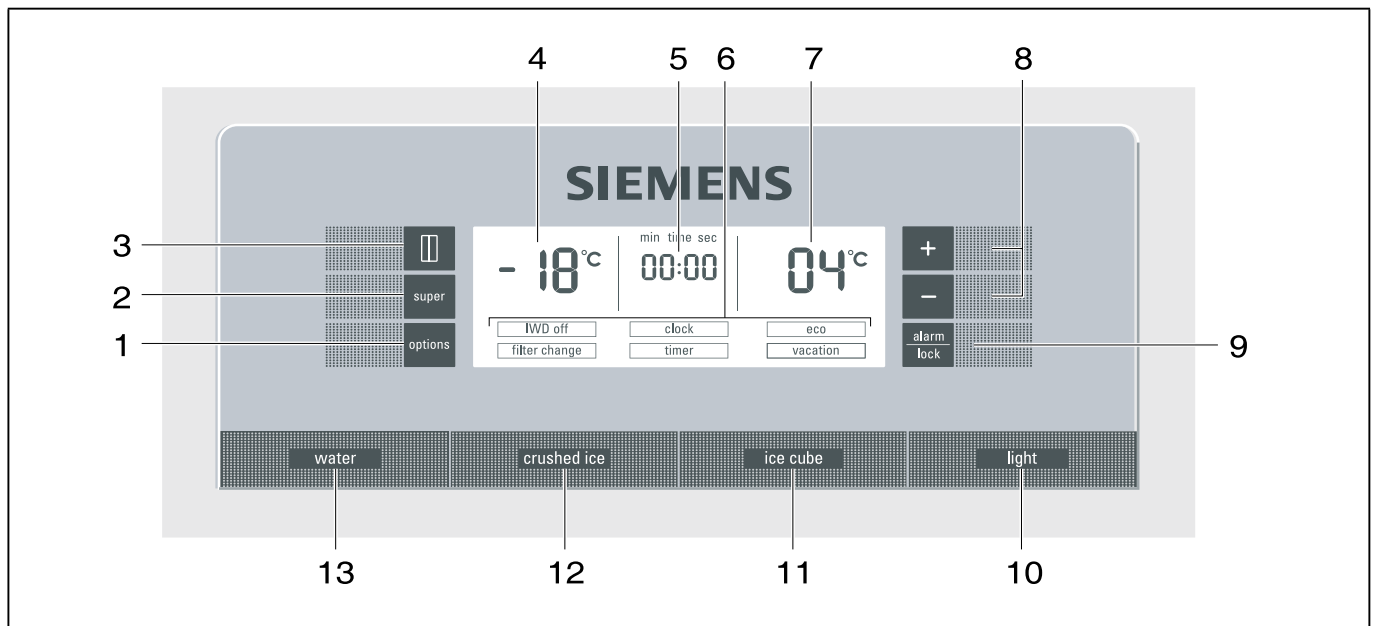 4 5 6 7 8
SIEMENS
3
min time sec
-18°C 00:00 04°C
+
2 super
−
1 options
IWD off clock eco
filter change timer vacation
alarm
lock
9
water crushed ice ice cube light
13 12 11 10